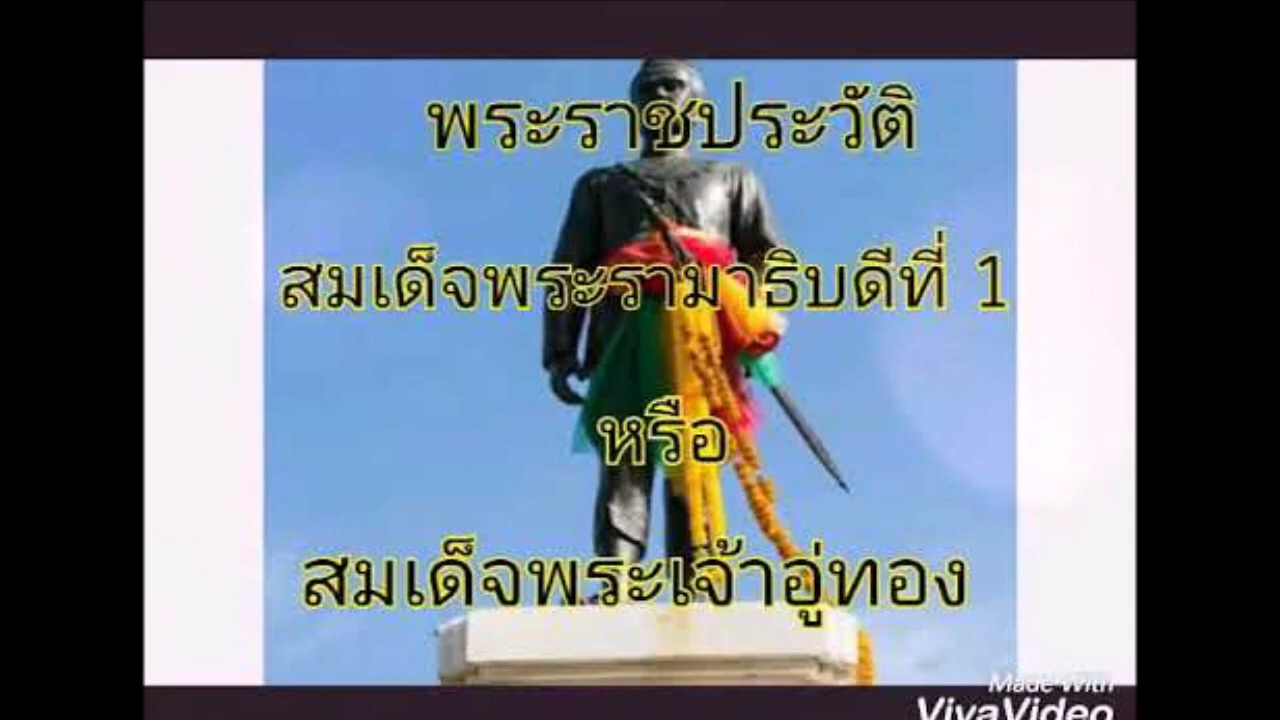 พระราชประวัติ
สมเด็จพระรามาธิบดีที่ 1
หรือ
สมเด็จพระเจ้าอู่ทอง
Made With
VivaVideo